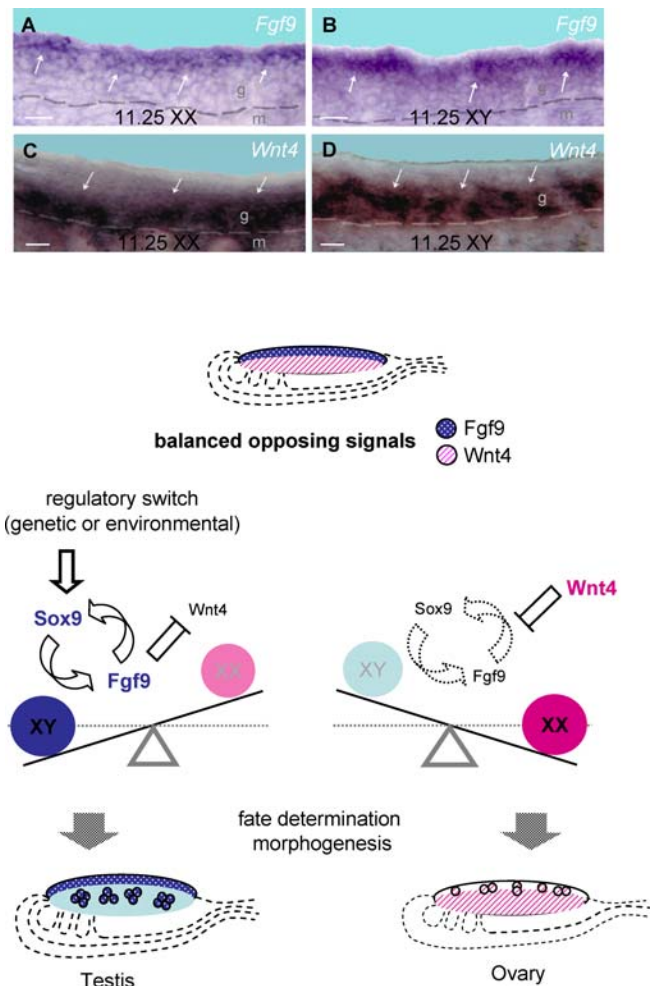 A
Fgf9
g
m
11.25 XX
B
Fgf9
g
m
11.25 XY
C
Wnt4
g
m
11.25 XX
D
Wnt4
g
m
11.25 XY
balanced opposing signals
Fgf9
Wnt4
regulatory switch
(genetic or environmental)
Sox9
Wnt4
Fgf9
XX
XY
Wnt4
Sox9
Fgf9
XY
XX
fate determination
morphogenesis
Testis
Ovary